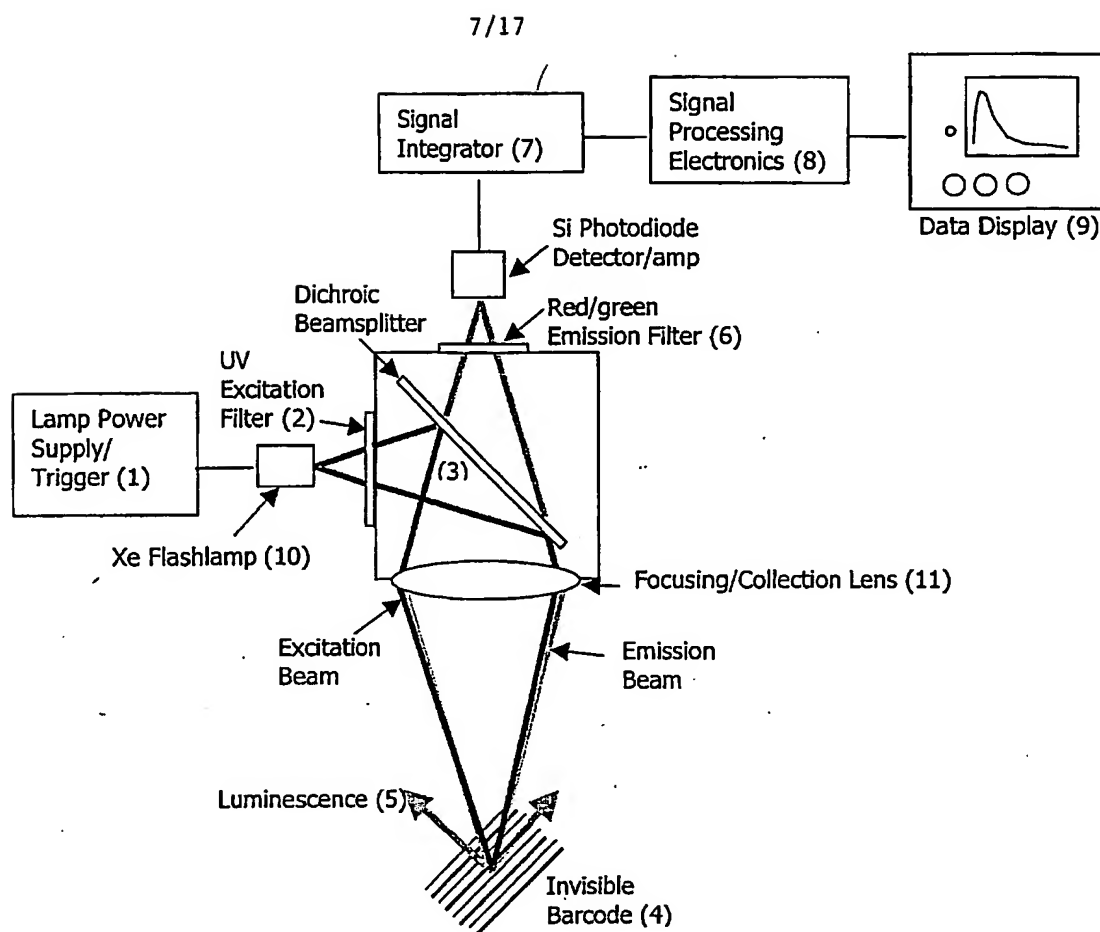 7/17
Signal
Integrator (7)
Signal
Processing
Electronics (8)
Data Display (9)
Si Photodiode
Detector/amp
Dichroic
Beamsplitter
Red/green
Emission Filter (6)
UV
Excitation
Filter (2)
Lamp Power
Supply/
Trigger (1)
(3)
Xe Flashlamp (10)
Focusing/Collection Lens (11)
Excitation
Beam
Emission
Beam
Luminescence (5)
Invisible
Barcode (4)